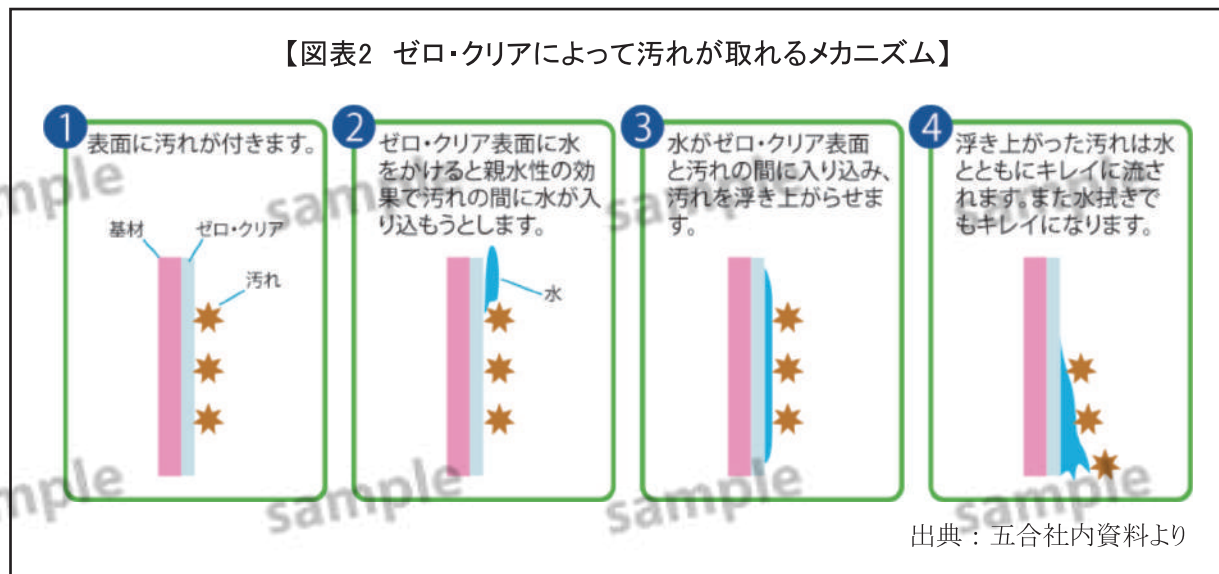 【図表2 ゼロ・クリアによって汚れが取れるメカニズム】
1
表面に汚れが付きます。
基材
ゼロ・クリア
汚れ
2
ゼロ・クリア表面に水
をかけると親水性の効
果で汚れの間に水が入
り込もうとします。
水
3
水がゼロ・クリア表面
と汚れの間に入り込み、
汚れを浮き上がらせま
す。
4
浮き上がった汚れは水
とともにキレイに流さ
れます。また水拭きで
もキレイになります。
sample
sample
sample
sample
sample
sample
sample
sample
出典：五合社内資料より